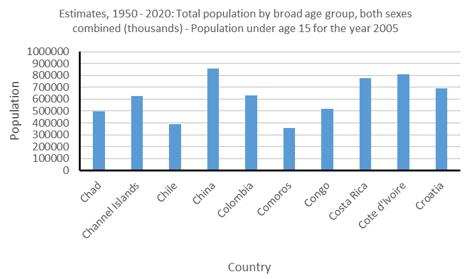 Estimates, 1950 - 2020: Total population by broad age group, both sexes
combined (thousands) - Population under age 15 for the year 2005
1000000
900000
800000
700000
600000
500000
400000
300000
200000
100000
0
Population
Chad
Channel Islands
Chile
China
Colombia
Comoros
Congo
Costa Rica
Cote d'Ivoire
Croatia
Country